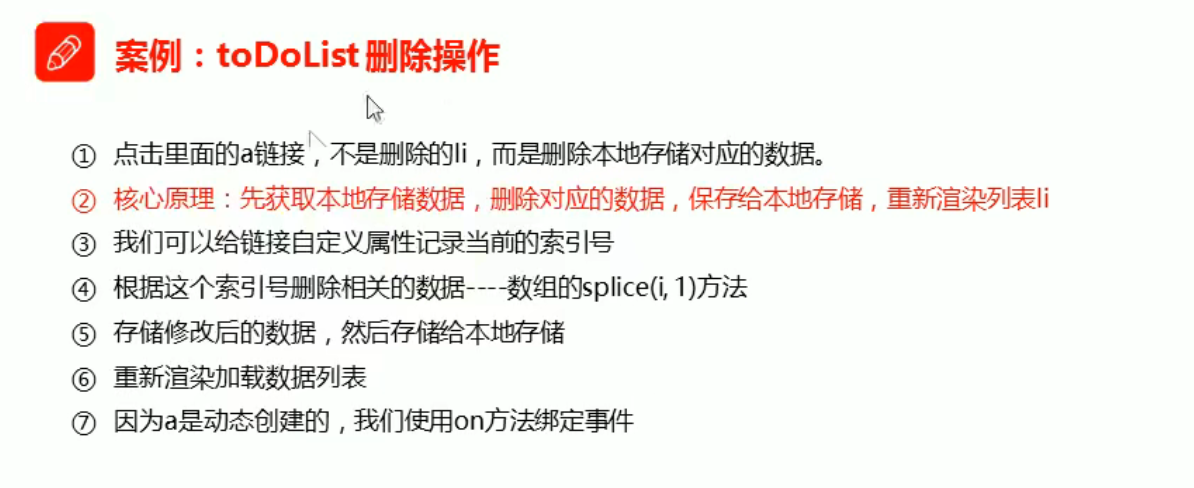 案例：toDoList 删除操作
① 点击里面的a链接，不是删除的li，而是删除本地存储对应的数据。
② 核心原理：先获取本地存储数据，删除对应的数据，保存给本地存储，重新渲染列表li
③ 我们可以给链接自定义属性记录当前的索引号
④ 根据这个索引号删除相关的数据----数组的splice(i, 1)方法
⑤ 存储修改后的数据，然后存储给本地存储
⑥ 重新渲染加载数据列表
⑦ 因为a是动态创建的，我们使用on方法绑定事件